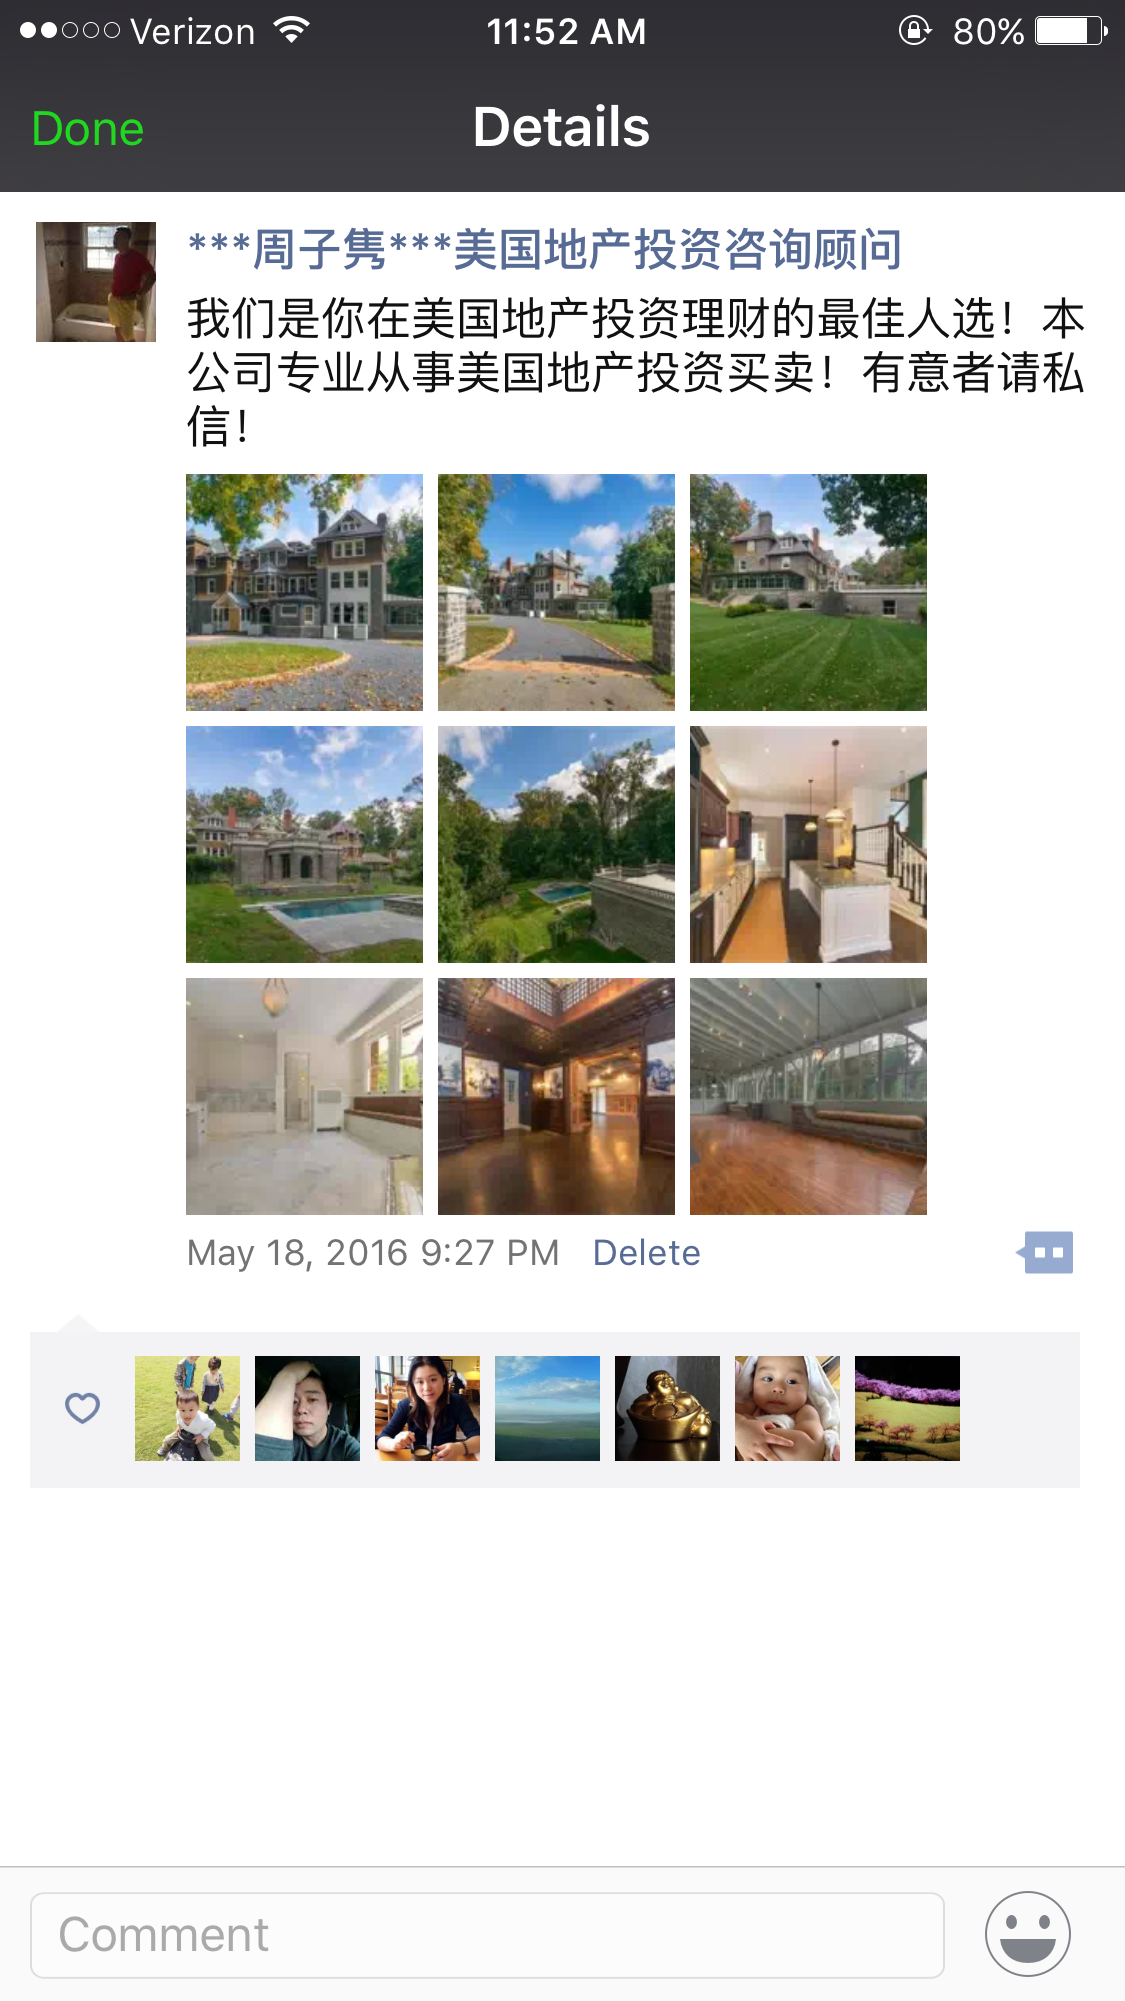 Verizon 11:52 AM 80%
Done Details
***周子隽***美国地产投资咨询顾问
我们是你在美国地产投资理财的最佳人选！本
公司专业从事美国地产投资买卖！有意者请私
信！
May 18, 2016 9:27 PM Delete
Comment